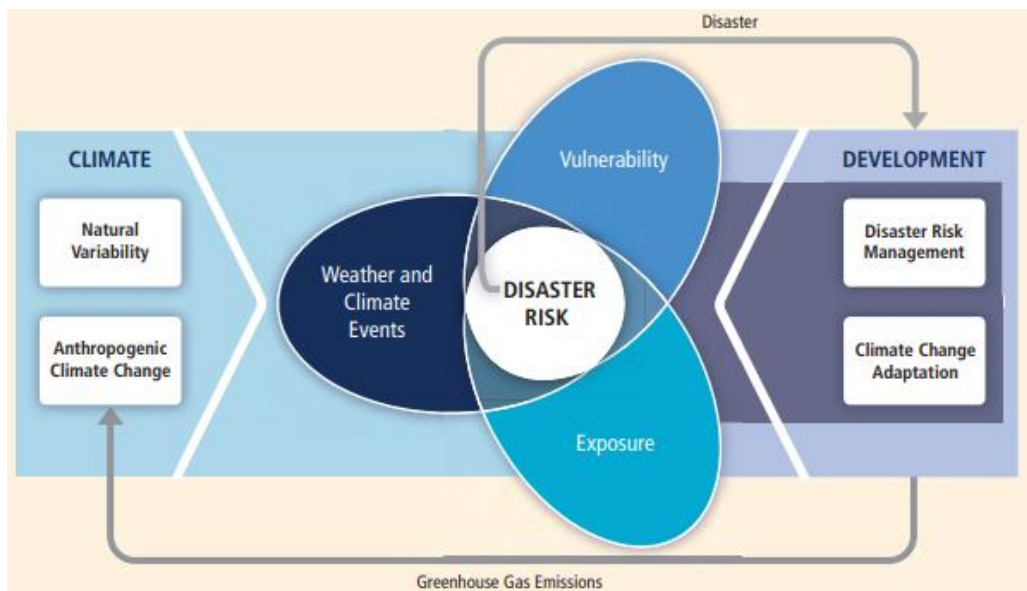 Disaster
CLIMATE
Natural
Variability
Anthropogenic
Climate Change
Weather and
Climate
Events
Vulnerability
DISASTER
RISK
Exposure
DEVELOPMENT
Disaster Risk
Management
Climate Change
Adaptation
Greenhouse Gas Emissions